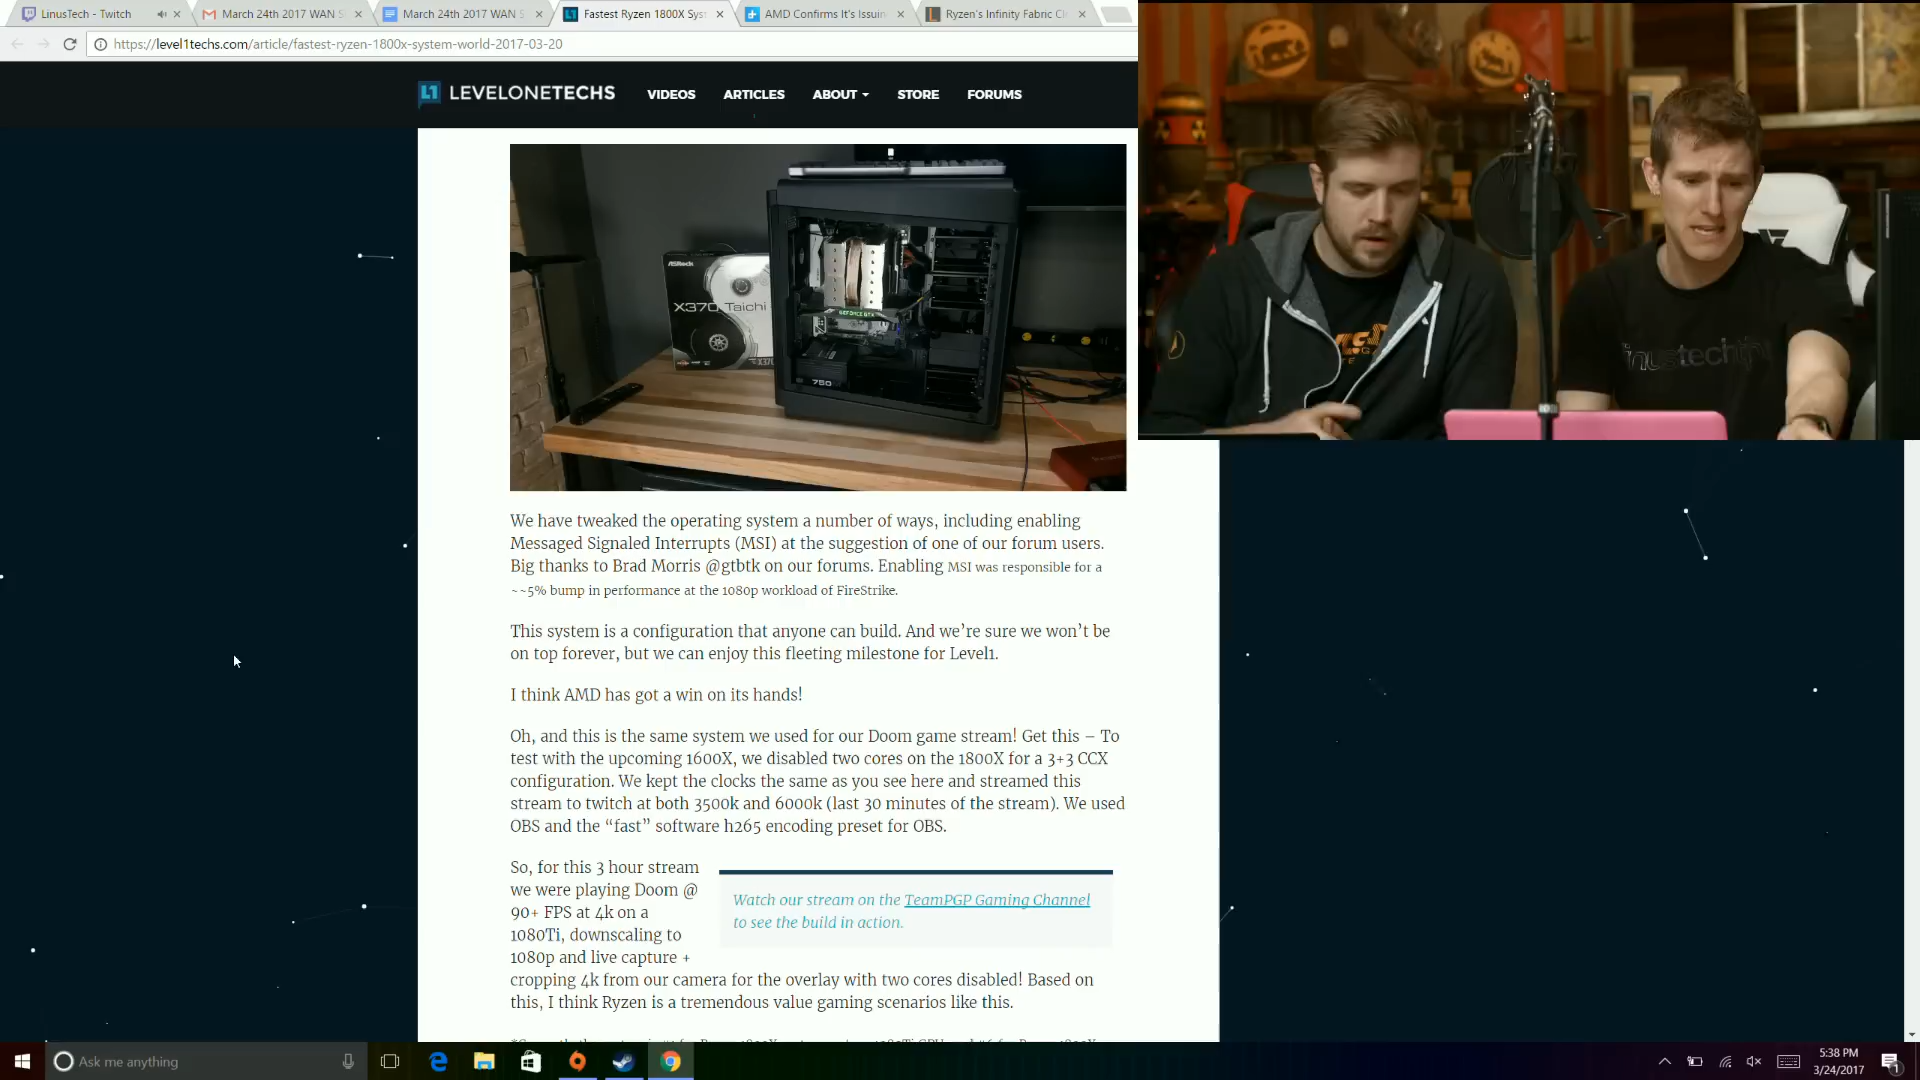 LinusTech - Twitch
March 24th 2017 WAN S
March 24th 2017 WAN S
Fastest Ryzen 1800X Sys
AMD Confirms It's Issuin
Ryzen's Infinity Fabric Cl
https://level1techs.com/article/fastest-ryzen-1800x-system-world-2017-03-20
L1 LEVELONETECHS
VIDEOS
ARTICLES
ABOUT
STORE
FORUMS
ASRock
X370 Taichi
GEFORCE GTX
750
linustechtip
We have tweaked the operating system a number of ways, including enabling
Messaged Signaled Interrupts (MSI) at the suggestion of one of our forum users.
Big thanks to Brad Morris @gtbtk on our forums. Enabling MSI was responsible for a
~~5% bump in performance at the 1080p workload of FireStrike.
This system is a configuration that anyone can build. And we're sure we won't be
on top forever, but we can enjoy this fleeting milestone for Level1.
I think AMD has got a win on its hands!
Oh, and this is the same system we used for our Doom game stream! Get this – To
test with the upcoming 1600X, we disabled two cores on the 1800X for a 3+3 CCX
configuration. We kept the clocks the same as you see here and streamed this
stream to twitch at both 3500k and 6000k (last 30 minutes of the stream). We used
OBS and the “fast” software h265 encoding preset for OBS.
So, for this 3 hour stream
we were playing Doom @
90+ FPS at 4k on a
1080Ti, downscaling to
1080p and live capture +
cropping 4k from our camera for the overlay with two cores disabled! Based on
this, I think Ryzen is a tremendous value gaming scenarios like this.
Watch our stream on the TeamPGP Gaming Channel
to see the build in action.
Ask me anything
5:38 PM
3/24/2017
1